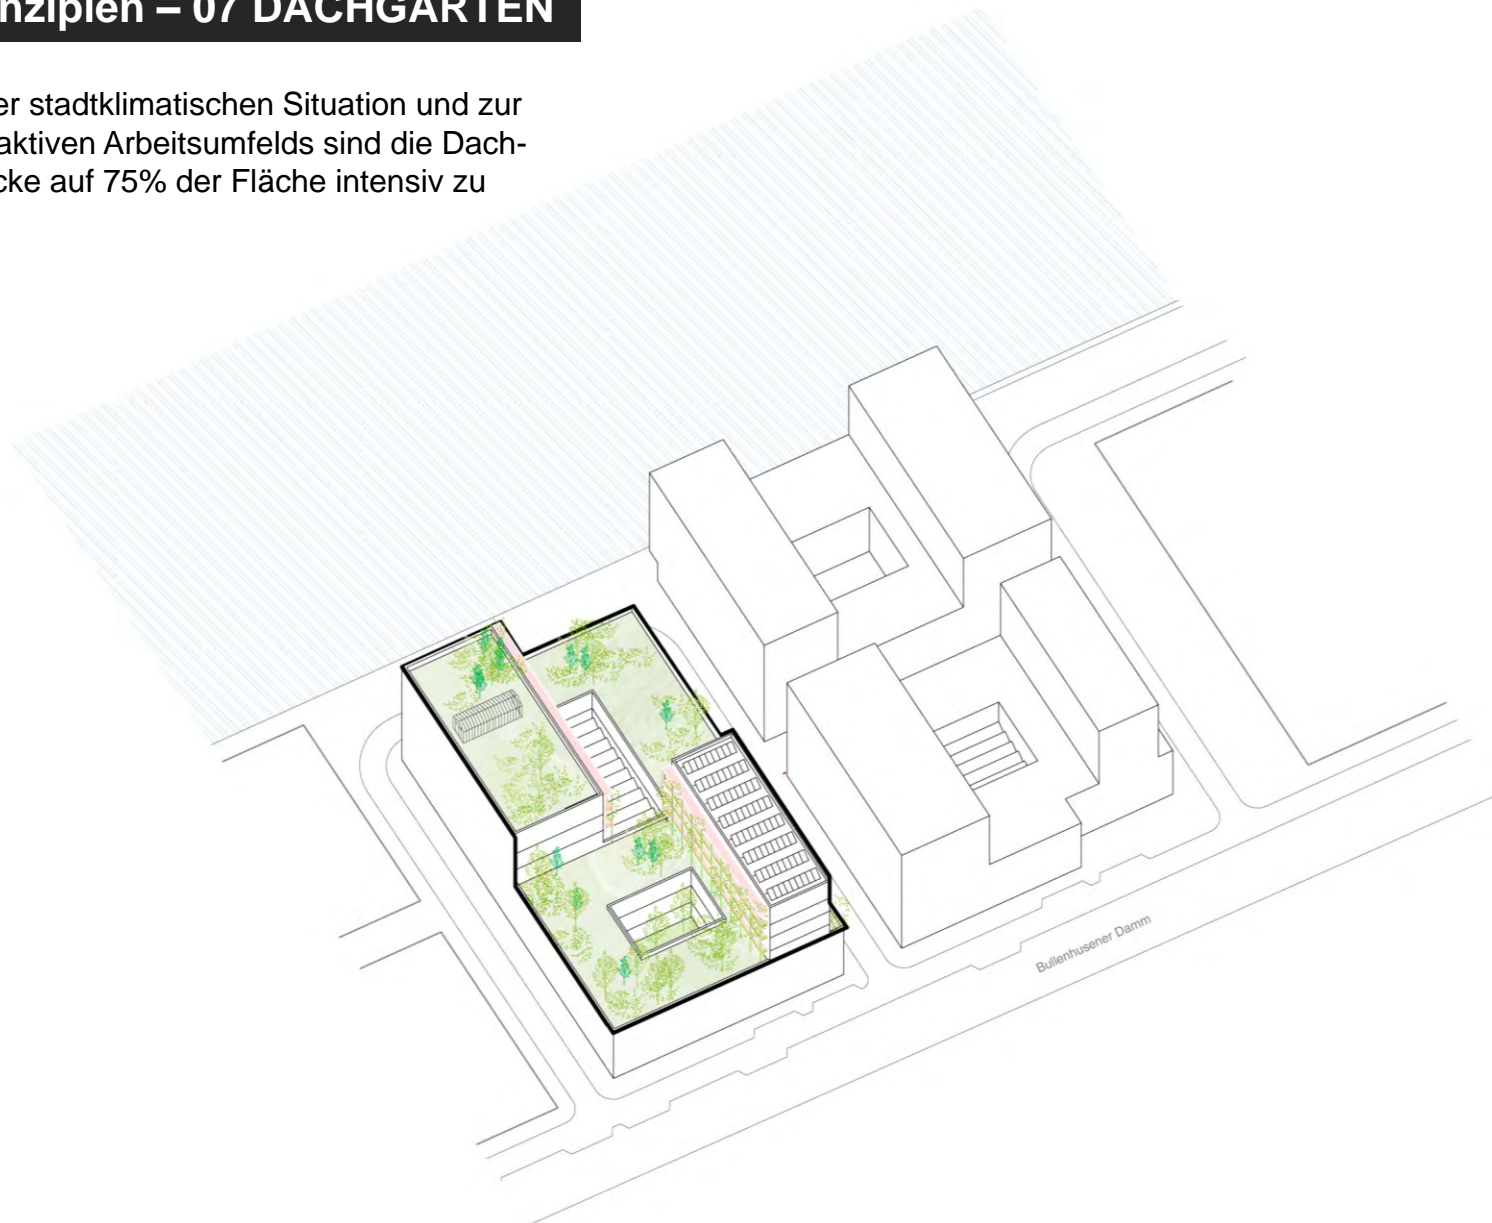 nzipien – 07 DACHGÄRTEN
er stadtklimatischen Situation und zur
aktiven Arbeitsumfelds sind die Dach-
cke auf 75% der Fläche intensiv zu
Bullenhusener Damm